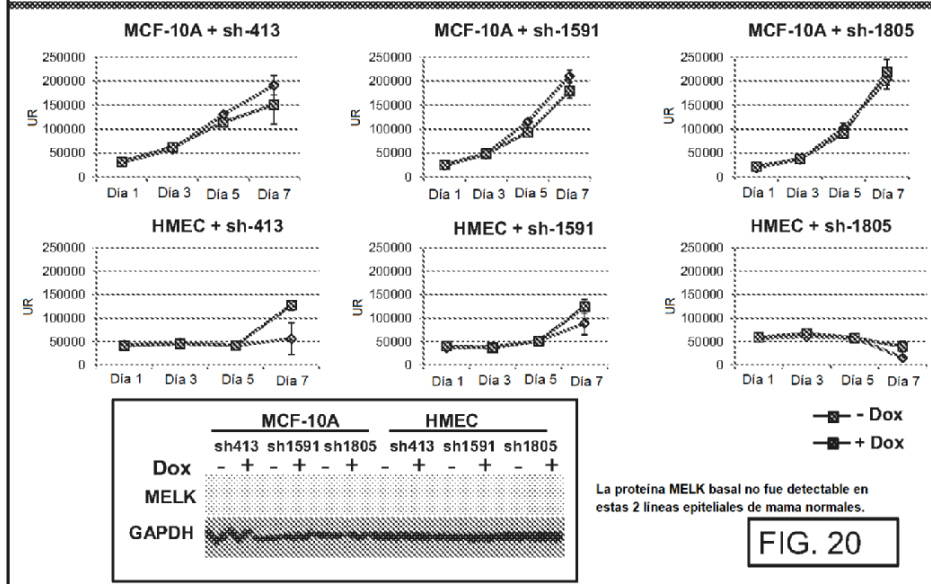 MCF-10A + sh-413
250000
200000
150000
100000
50000
0
UR
Día 1 Día 3 Día 5 Día 7
MCF-10A + sh-1591
250000
200000
150000
100000
50000
0
UR
Día 1 Día 3 Día 5 Día 7
MCF-10A + sh-1805
250000
200000
150000
100000
50000
0
UR
Día 1 Día 3 Día 5 Día 7
HMEC + sh-413
250000
200000
150000
100000
50000
0
UR
Día 1 Día 3 Día 5 Día 7
HMEC + sh-1591
250000
200000
150000
100000
50000
0
UR
Día 1 Día 3 Día 5 Día 7
HMEC + sh-1805
250000
200000
150000
100000
50000
0
UR
Día 1 Día 3 Día 5 Día 7
- Dox
+ Dox
MCF-10A HMEC
sh413 sh1591 sh1805 sh413 sh1591 sh1805
Dox - + - + - + - + - + - +
MELK
GAPDH
La proteína MELK basal no fue detectable en
estas 2 líneas epiteliales de mama normales.
FIG. 20